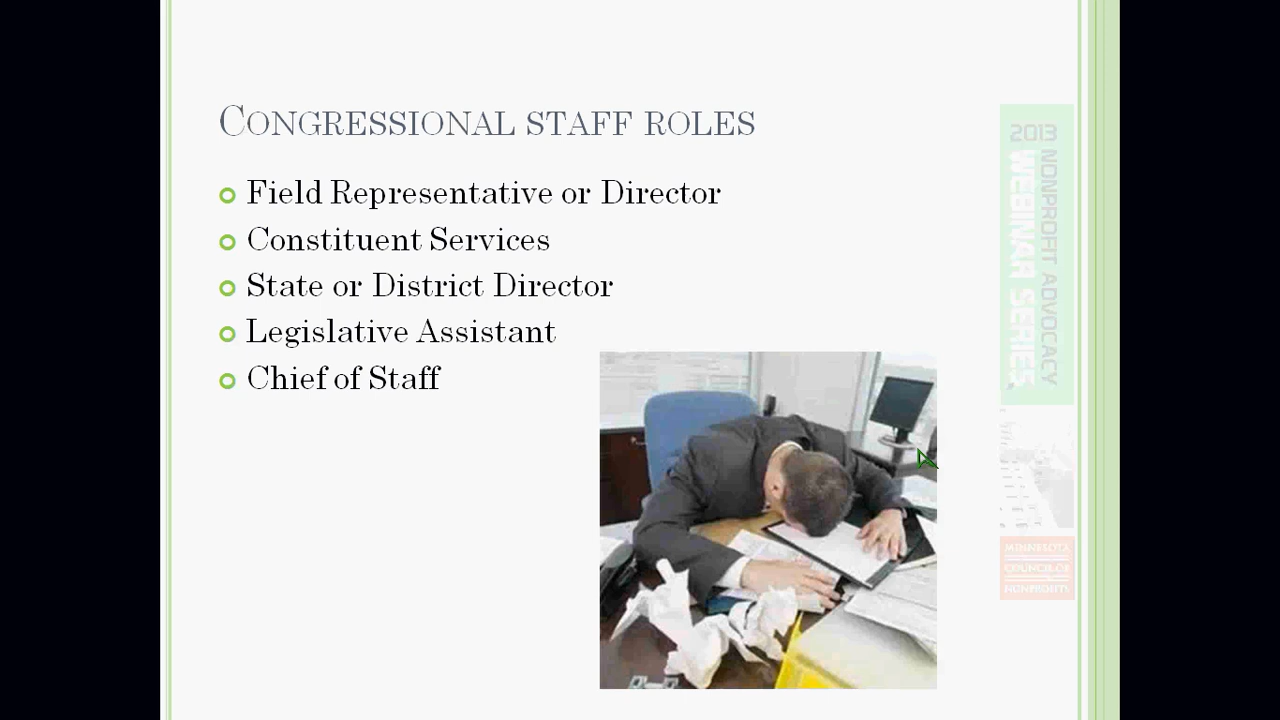 CONGRESSIONAL STAFF ROLES
Field Representative or Director
Constituent Services
State or District Director
Legislative Assistant
Chief of Staff
2013
NONPROFIT ADVOCACY
WEBINAR SERIES
MINNESOTA
COUNCIL OF
NONPROFITS